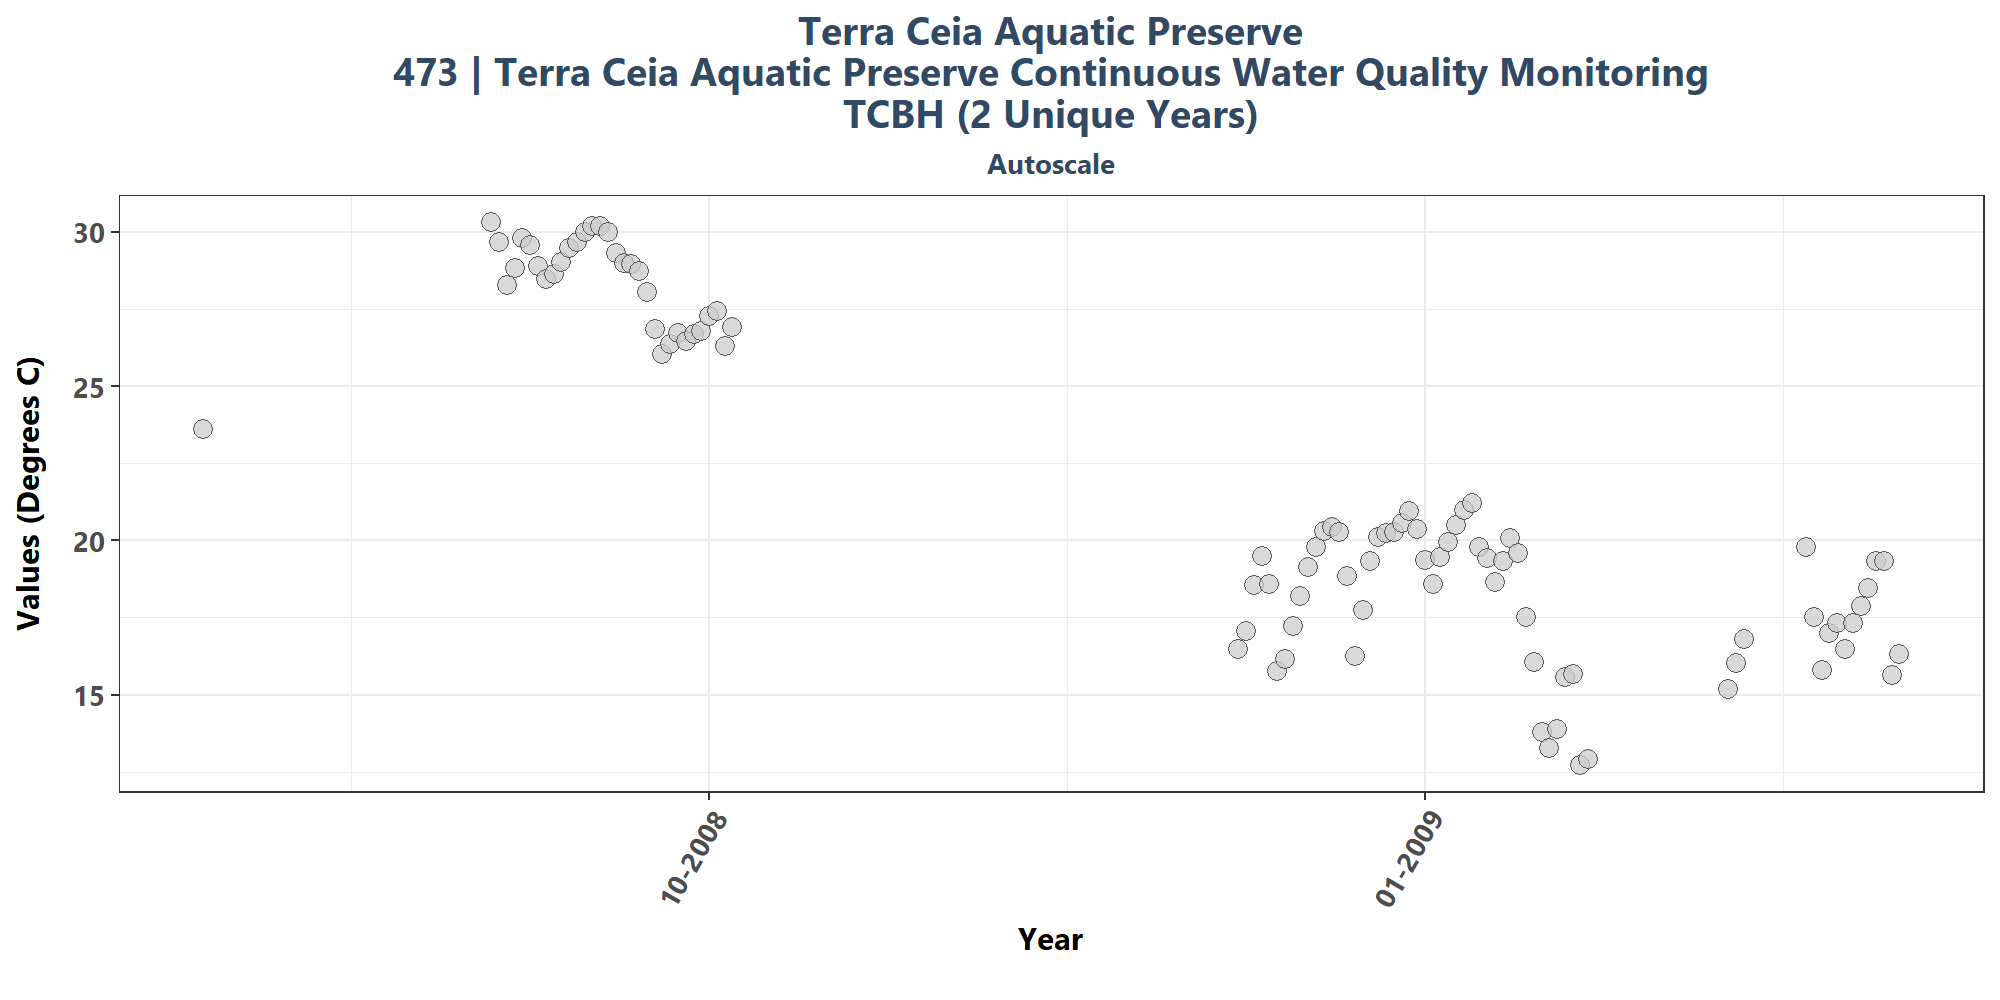 Terra Ceia Aquatic Preserve
473 | Terra Ceia Aquatic Preserve Continuous Water Quality Monitoring
TCBH (2 Unique Years)
Autoscale
Values (Degrees C)
30
25
20
15
10-2008
01-2009
Year